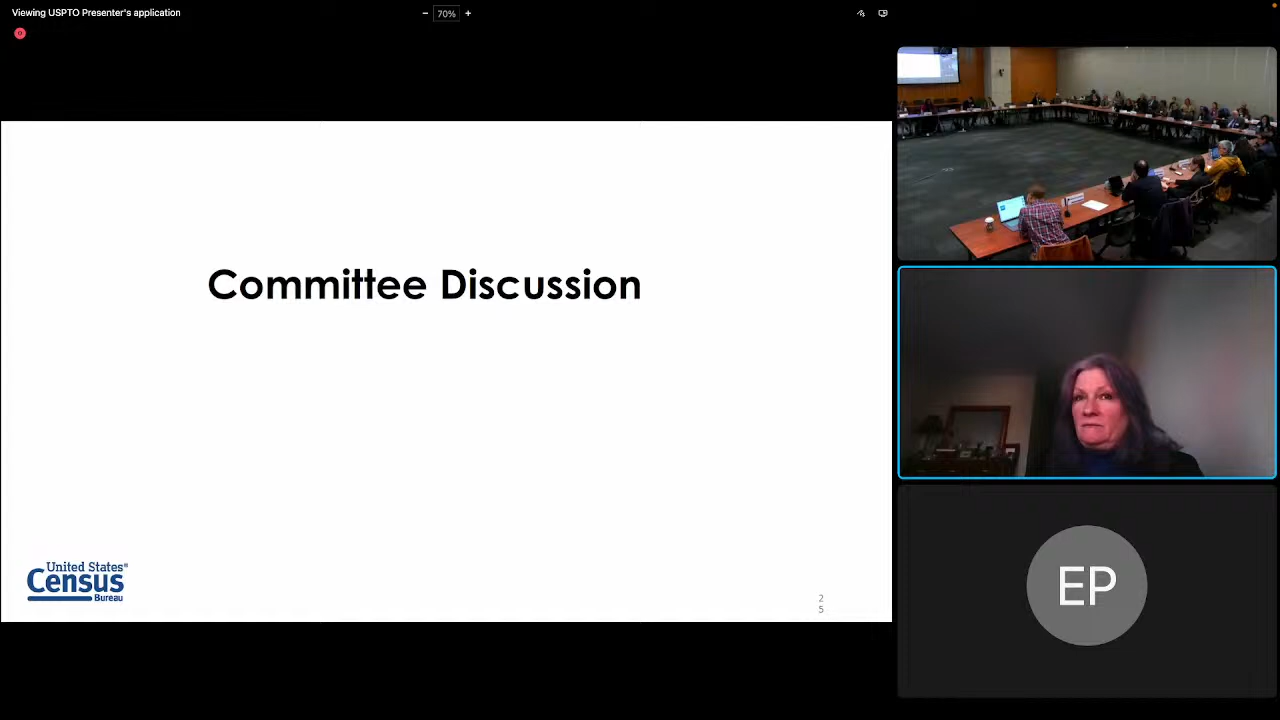 Viewing USPTO Presenter's application
− 70% +
Committee Discussion
United States®
Census
Bureau
2
5
EP